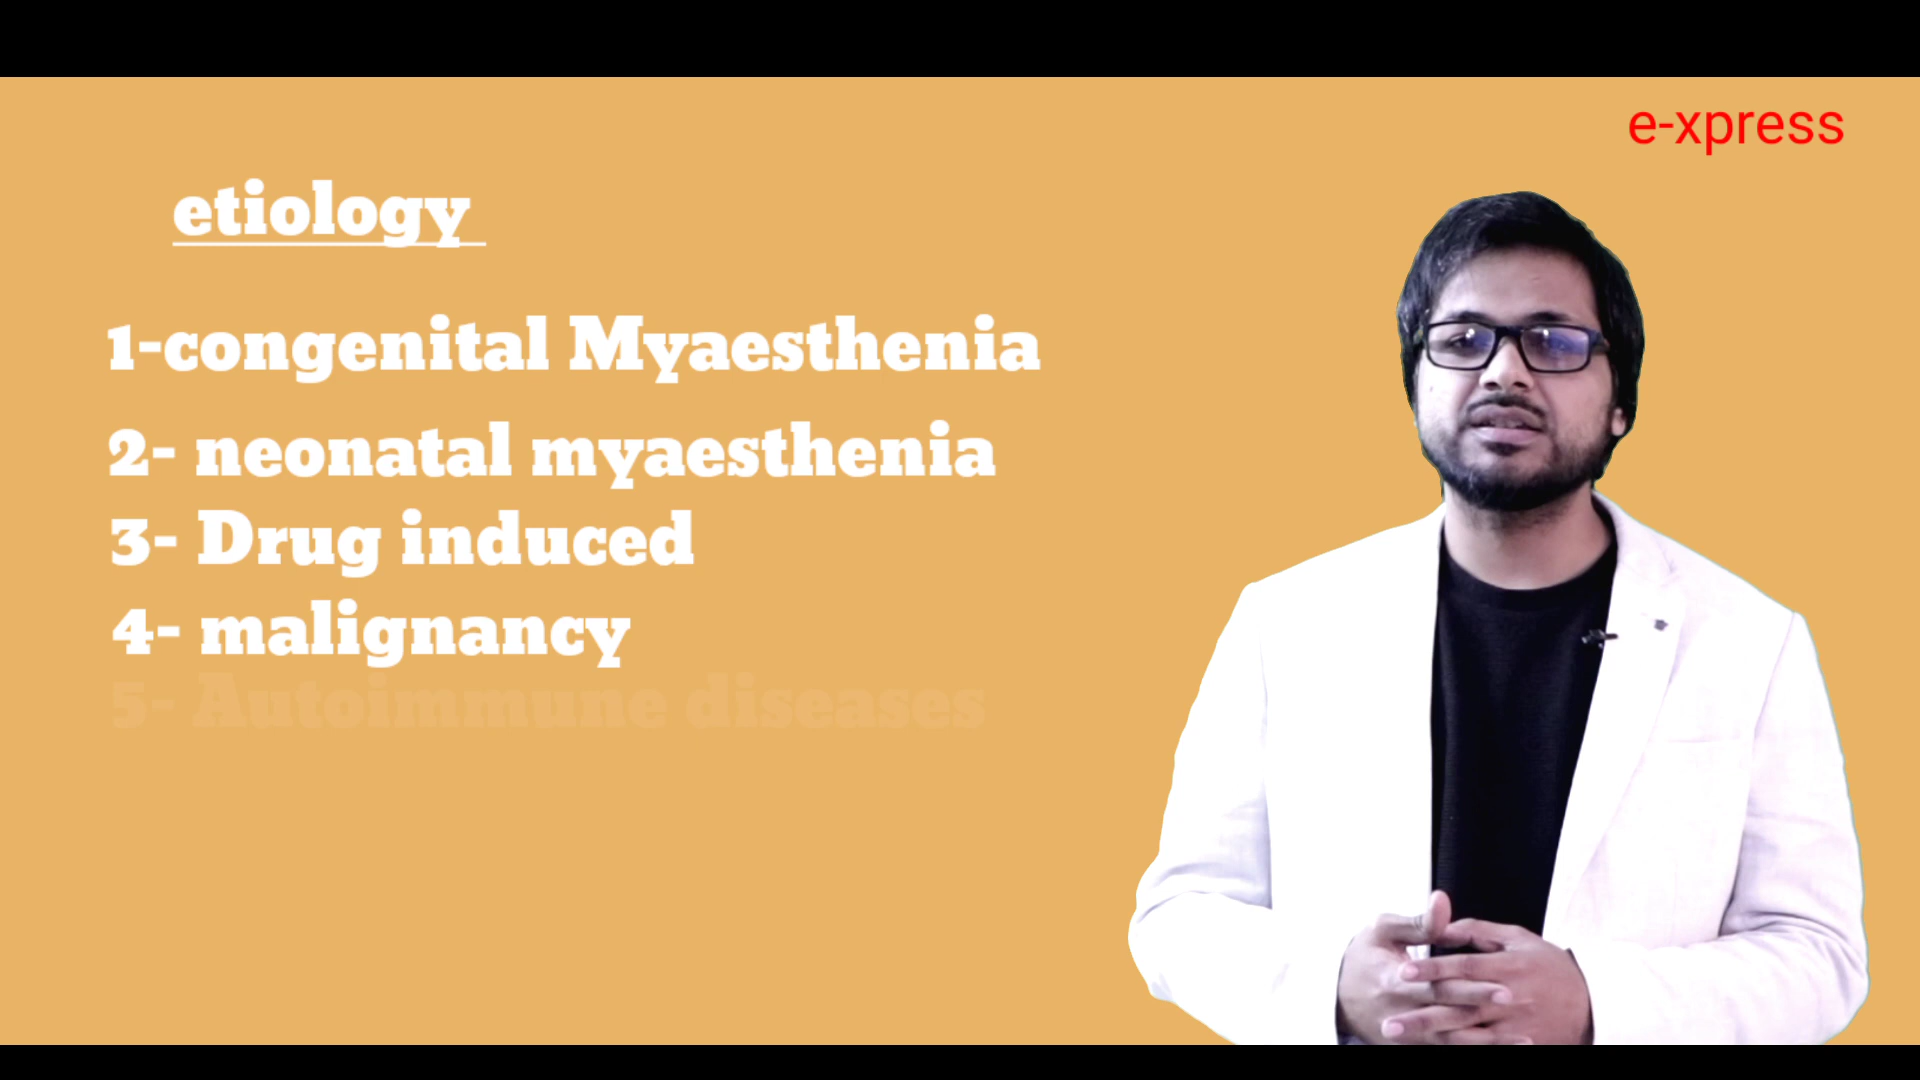 e-xpress
etiology
1-congenital Myaesthenia
2- neonatal myaesthenia
3- Drug induced
4- malignancy
5- Autoimmune diseases